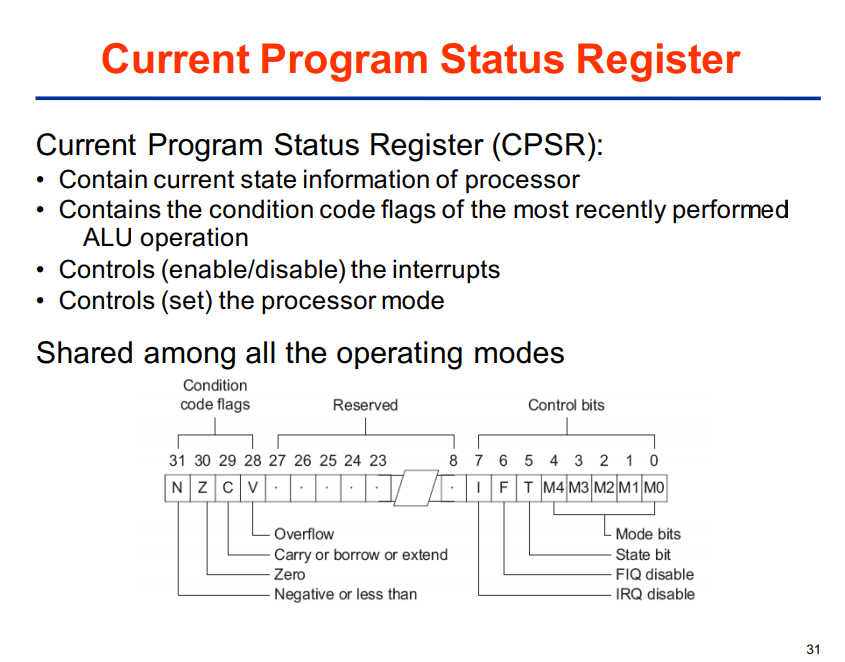 Current Program Status Register
Current Program Status Register (CPSR):
• Contain current state information of processor
• Contains the condition code flags of the most recently performed
ALU operation
• Controls (enable/disable) the interrupts
• Controls (set) the processor mode
Shared among all the operating modes
Condition
code flags
Reserved
Control bits
31 30 29 28 27 26 25 24 23 8 7 6 5 4 3 2 1 0
N Z C V · · · · · · I F T M4 M3 M2 M1 M0
Overflow
Carry or borrow or extend
Zero
Negative or less than
Mode bits
State bit
FIQ disable
IRQ disable
31